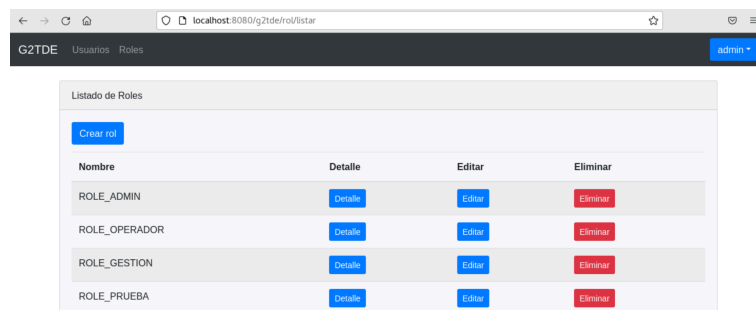 localhost:8080/g2tde/rol/listar
G2TDE Usuarios Roles admin
Listado de Roles
Crear rol
Nombre Detalle Editar Eliminar
ROLE_ADMIN Detalle Editar Eliminar
ROLE_OPERADOR Detalle Editar Eliminar
ROLE_GESTION Detalle Editar Eliminar
ROLE_PRUEBA Detalle Editar Eliminar